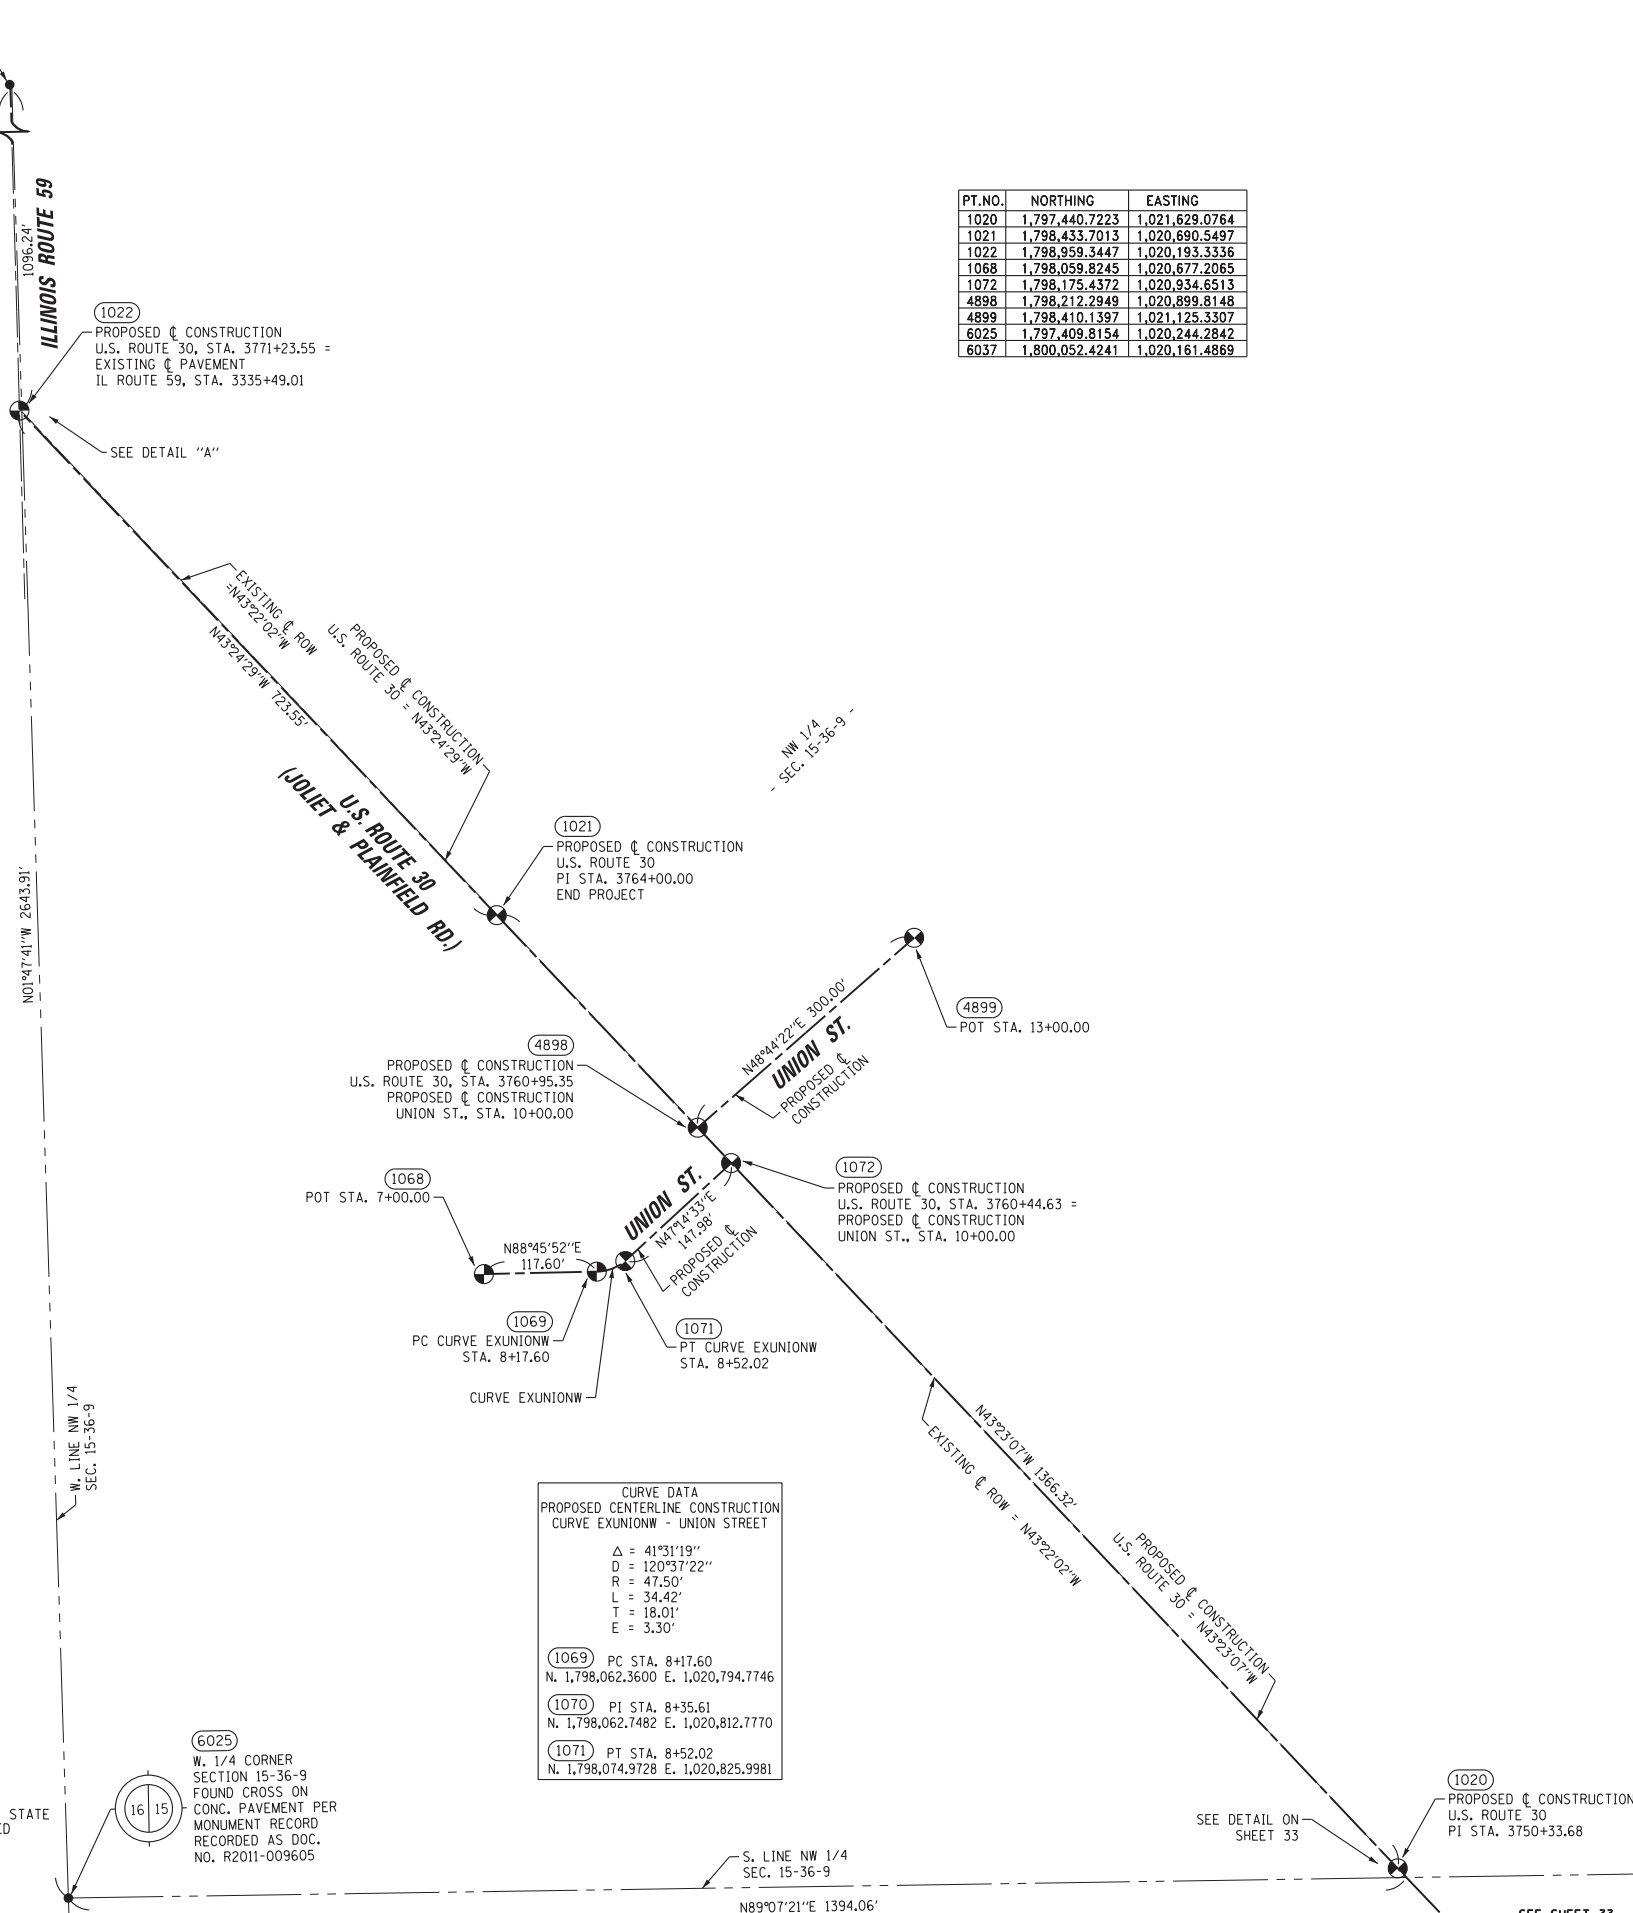 ILLINOIS ROUTE 59
1096.24'
1022
PROPOSED ℄ CONSTRUCTION
U.S. ROUTE 30, STA. 3771+23.55 =
EXISTING ℄ PAVEMENT
IL ROUTE 59, STA. 3335+49.01
SEE DETAIL "A"
PT.NO. NORTHING EASTING
1020 1,797,440.7223 1,021,629.0764
1021 1,798,433.7013 1,020,690.5497
1022 1,798,959.3447 1,020,193.3336
1068 1,798,059.8245 1,020,677.2065
1072 1,798,175.4372 1,020,934.6513
4898 1,798,212.2949 1,020,899.8148
4899 1,798,410.1397 1,021,125.3307
6025 1,797,409.8154 1,020,244.2842
6037 1,800,052.4241 1,020,161.4869
EXISTING ℄ ROW
=N43°22'02"W
N43°24'29"W 723.55'
PROPOSED ℄ CONSTRUCTION
U.S. ROUTE 30 = N43°24'29"W
U.S. ROUTE 30
(JOLIET & PLAINFIELD RD.)
NW 1/4
- SEC. 15-36-9 -
1021
PROPOSED ℄ CONSTRUCTION
U.S. ROUTE 30
PI STA. 3764+00.00
END PROJECT
N01°47'41"W 2643.91'
4899
POT STA. 13+00.00
N48°44'22"E 300.00'
UNION ST.
PROPOSED ℄
CONSTRUCTION
4898
PROPOSED ℄ CONSTRUCTION
U.S. ROUTE 30, STA. 3760+95.35
PROPOSED ℄ CONSTRUCTION
UNION ST., STA. 10+00.00
1072
PROPOSED ℄ CONSTRUCTION
U.S. ROUTE 30, STA. 3760+44.63 =
PROPOSED ℄ CONSTRUCTION
UNION ST., STA. 10+00.00
1068
POT STA. 7+00.00
N88°45'52"E
117.60'
UNION ST.
N47°14'33"E
147.98'
PROPOSED ℄
CONSTRUCTION
1069
PC CURVE EXUNIONW
STA. 8+17.60
1071
PT CURVE EXUNIONW
STA. 8+52.02
CURVE EXUNIONW
W. LINE NW 1/4
SEC. 15-36-9
N43°23'07"W 1366.32'
EXISTING ℄ ROW = N43°22'02"W
PROPOSED ℄ CONSTRUCTION
U.S. ROUTE 30 = N43°23'07"W
CURVE DATA
PROPOSED CENTERLINE CONSTRUCTION
CURVE EXUNIONW - UNION STREET
Δ = 41°31'19"
D = 120°37'22"
R = 47.50'
L = 34.42'
T = 18.01'
E = 3.30'
1069 PC STA. 8+17.60
N. 1,798,062.3600 E. 1,020,794.7746
1070 PI STA. 8+35.61
N. 1,798,062.7482 E. 1,020,812.7770
1071 PT STA. 8+52.02
N. 1,798,074.9728 E. 1,020,825.9981
6025
W. 1/4 CORNER
SECTION 15-36-9
FOUND CROSS ON
CONC. PAVEMENT PER
MONUMENT RECORD
RECORDED AS DOC.
NO. R2011-009605
16 15
STATE
1020
PROPOSED ℄ CONSTRUCTION
U.S. ROUTE 30
PI STA. 3750+33.68
SEE DETAIL ON
SHEET 33
S. LINE NW 1/4
SEC. 15-36-9
N89°07'21"E 1394.06'
SEE SHEET 33